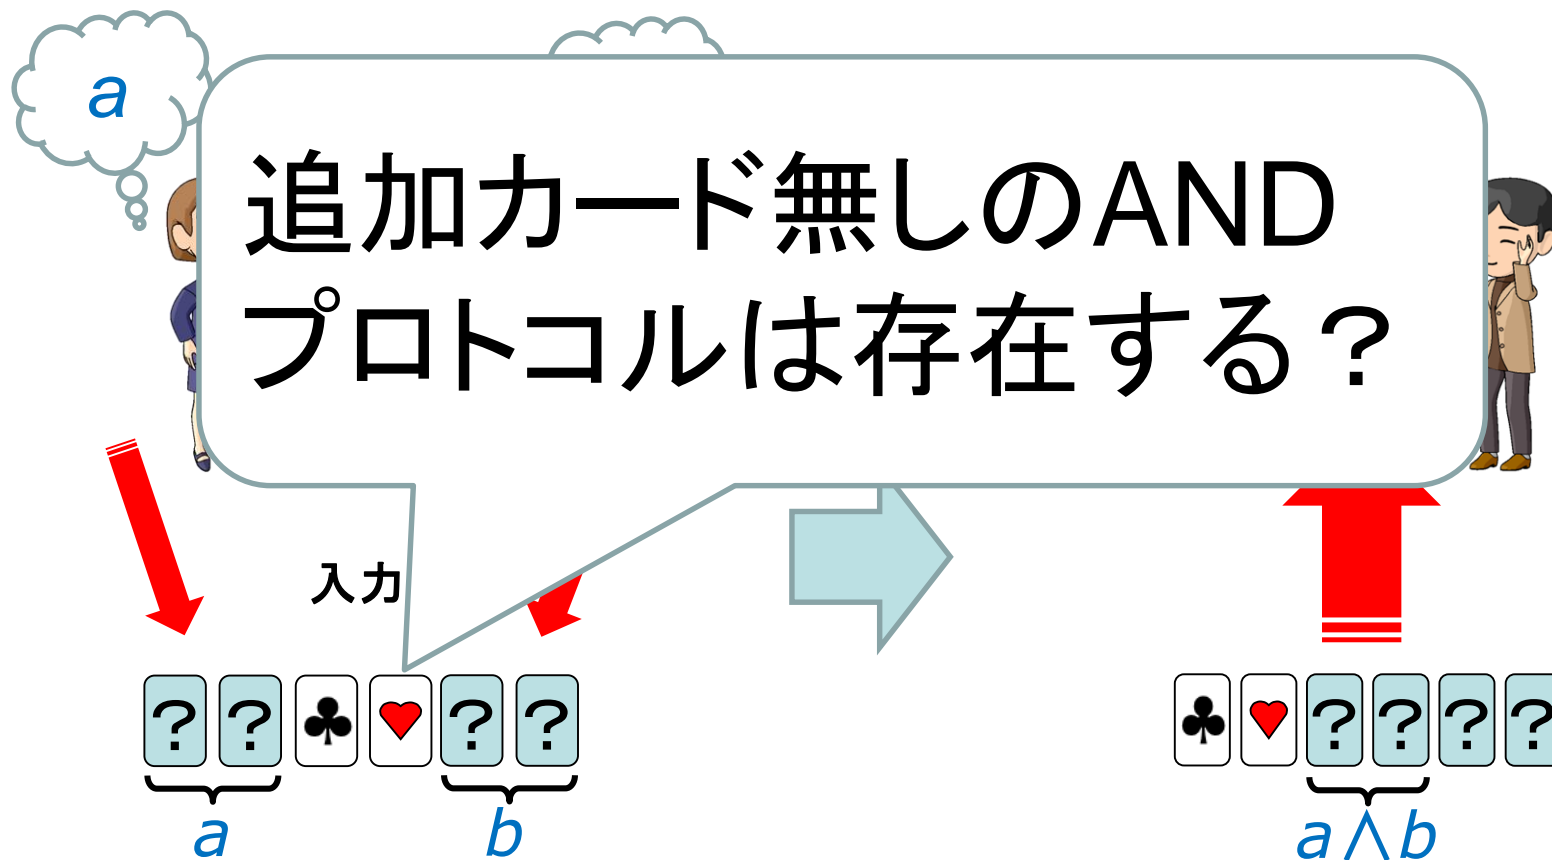 a
追加カード無しのAND
プロトコルは存在する？
入力
? ? ♣ ♥ ? ?
♣ ♥ ? ? ? ?
a
b
a∧b